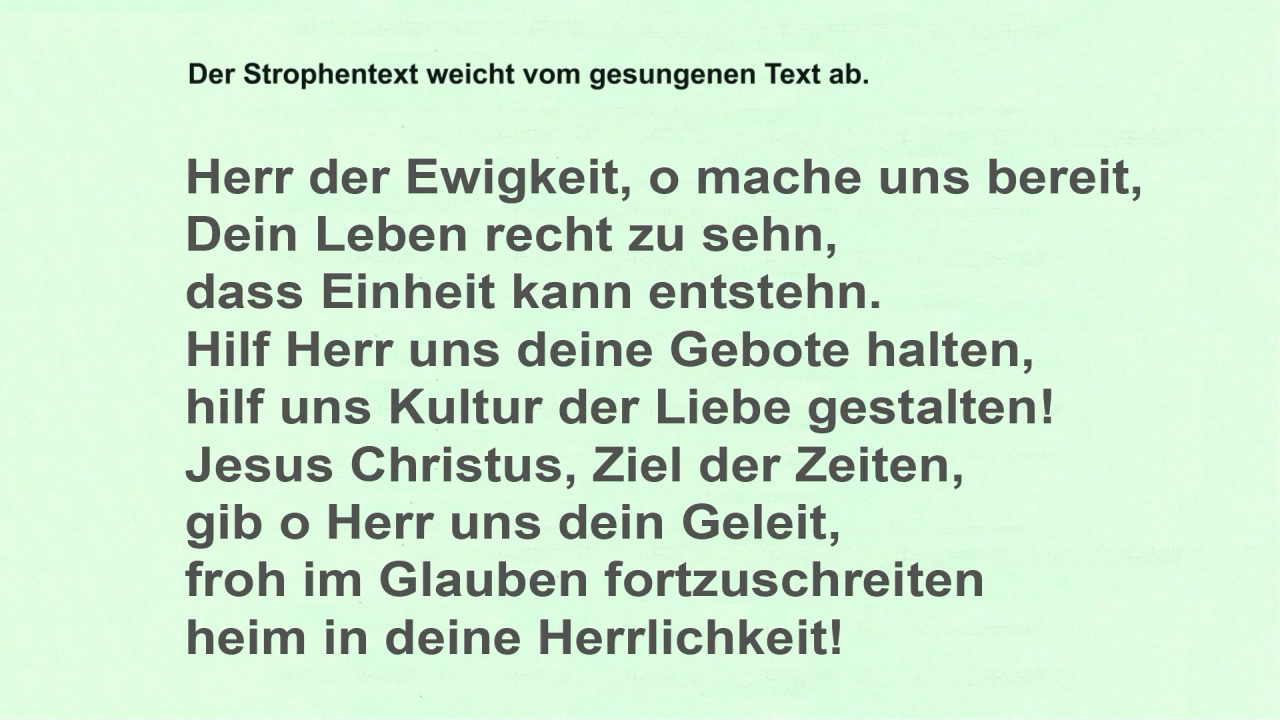 Der Strophentext weicht vom gesungenen Text ab.
Herr der Ewigkeit, o mache uns bereit,
Dein Leben recht zu sehn,
dass Einheit kann entstehn.
Hilf Herr uns deine Gebote halten,
hilf uns Kultur der Liebe gestalten!
Jesus Christus, Ziel der Zeiten,
gib o Herr uns dein Geleit,
froh im Glauben fortzuschreiten
heim in deine Herrlichkeit!